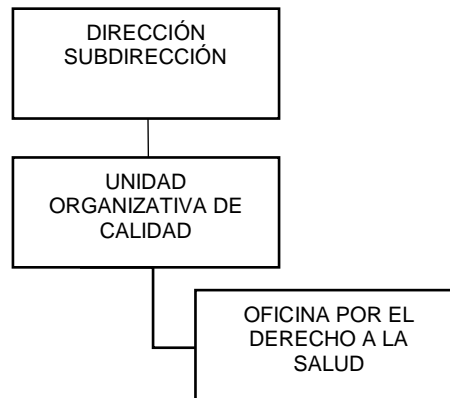 DIRECCIÓN
SUBDIRECCIÓN
UNIDAD
ORGANIZATIVA DE
CALIDAD
OFICINA POR EL
DERECHO A LA
SALUD